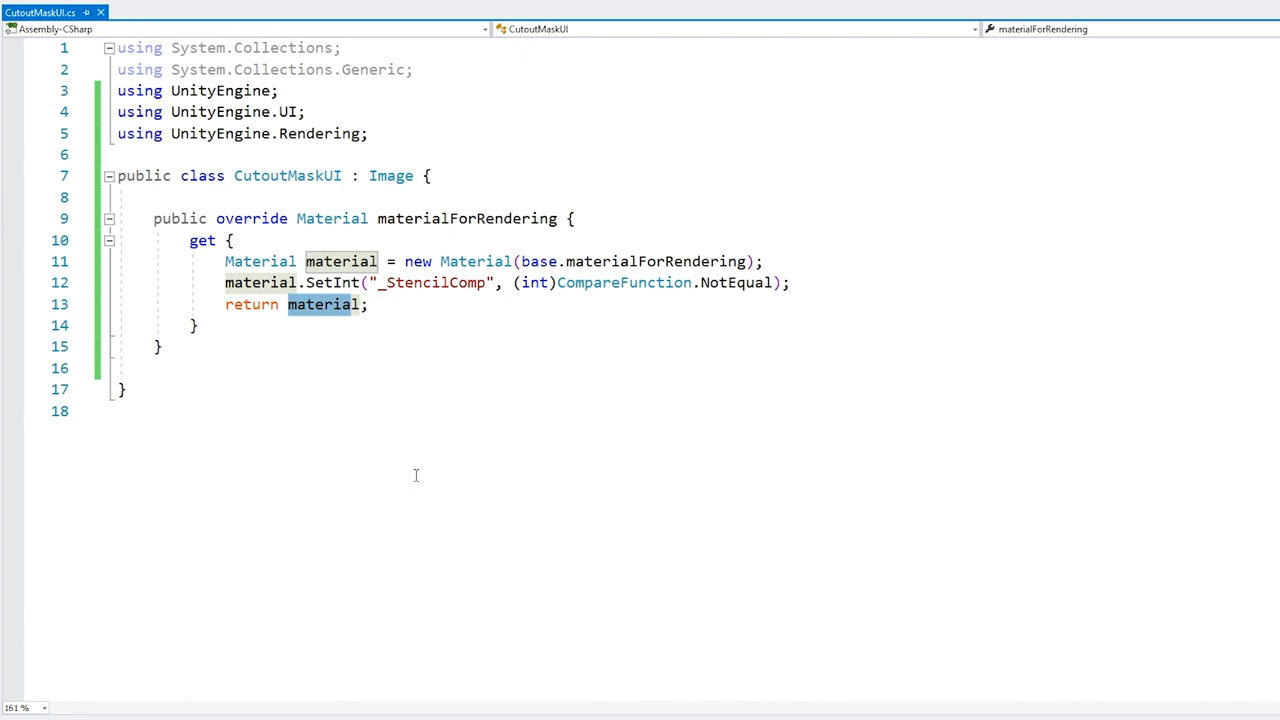 CutoutMaskUI.cs
Assembly-CSharp CutoutMaskUI materialForRendering
1 using System.Collections;
2 using System.Collections.Generic;
3 using UnityEngine;
4 using UnityEngine.UI;
5 using UnityEngine.Rendering;
6
7 public class CutoutMaskUI : Image {
8
9 public override Material materialForRendering {
10 get {
11 Material material = new Material(base.materialForRendering);
12 material.SetInt("_StencilComp", (int)CompareFunction.NotEqual);
13 return material;
14 }
15 }
16
17 }
18
161 %